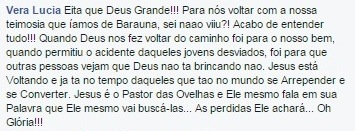 Vera Lucia Eita que Deus Grande!!! Para nós voltar com a nossa
teimosia que íamos de Barauna, sei naao viiu?! Acabo de entender
tudo!!! Quando Deus nos fez voltar do caminho foi para o nosso bem,
quando permitiu o acidente daqueles jovens desviados, foi para que
outras pessoas vejam que Deus nao ta brincando nao. Jesus está
Voltando e ja ta no tempo daqueles que tao no mundo se Arrepender e
se Converter. Jesus é o Pastor das Ovelhas e Ele mesmo fala em sua
Palavra que Ele mesmo vai buscá-las... As perdidas Ele achará... Oh
Glória!!!